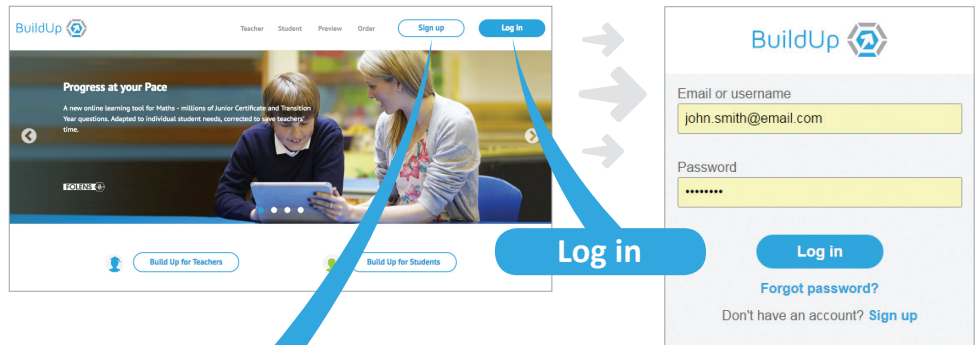 BuildUp
Teacher Student Preview Order Sign up Log In
Progress at your Pace
A new online learning tool for Maths - millions of Junior Certificate and Transition
Year questions. Adapted to individual student needs, corrected to save teachers'
time.
FOLENS
Build Up for Teachers
Build Up for Students
Log in
BuildUp
Email or username
john.smith@email.com
Password
••••••••
Log in
Forgot password?
Don't have an account? Sign up